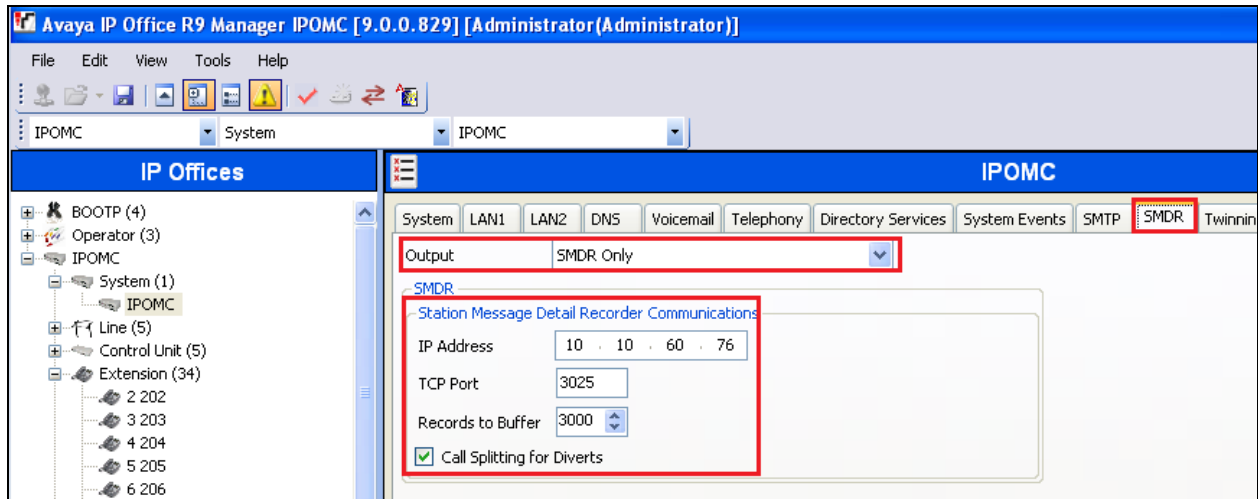 Avaya IP Office R9 Manager IPOMC [9.0.0.829] [Administrator(Administrator)]
File Edit View Tools Help
IPOMC System IPOMC
IP Offices
BOOTP (4)
Operator (3)
IPOMC
System (1)
IPOMC
Line (5)
Control Unit (5)
Extension (34)
2 202
3 203
4 204
5 205
6 206
IPOMC
System LAN1 LAN2 DNS Voicemail Telephony Directory Services System Events SMTP SMDR Twinnin
Output SMDR Only
SMDR
Station Message Detail Recorder Communications
IP Address 10 . 10 . 60 . 76
TCP Port 3025
Records to Buffer 3000
Call Splitting for Diverts